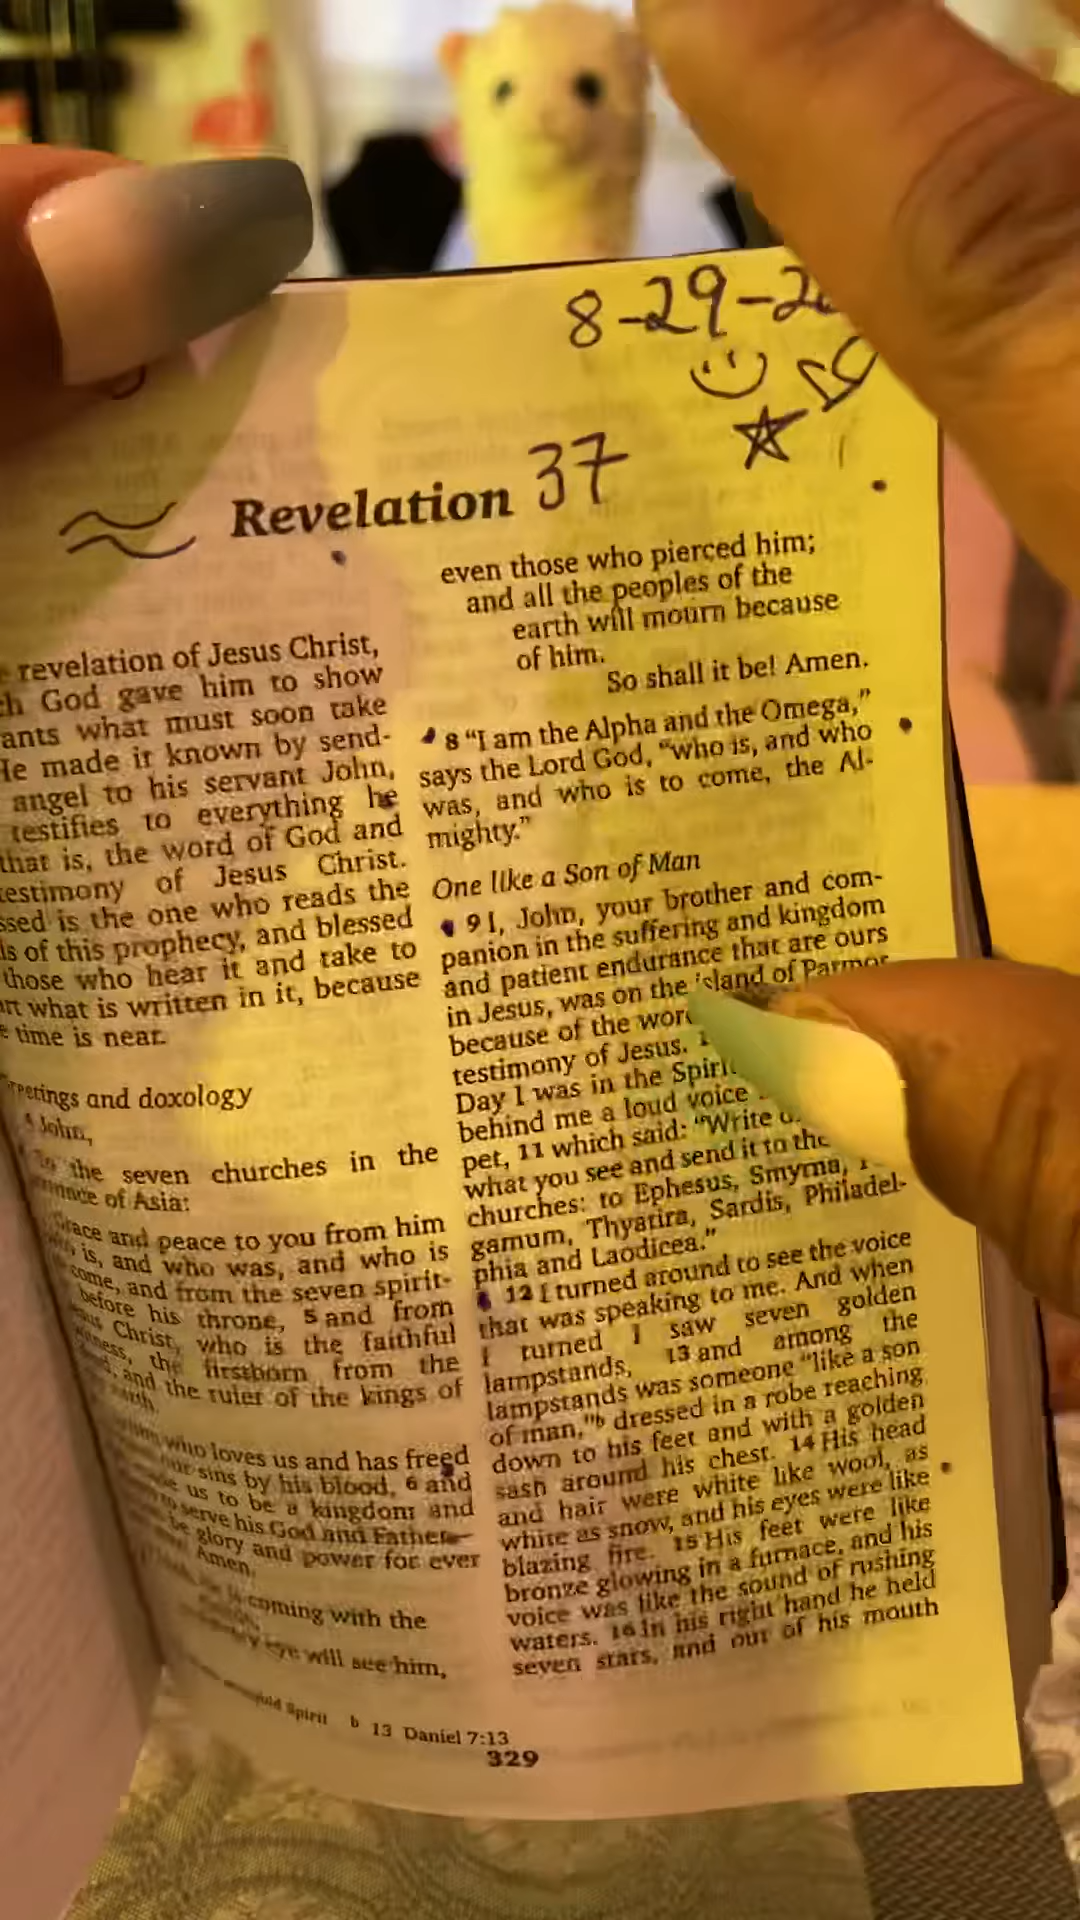 8-29-2
37
Revelation
revelation of Jesus Christ,
God gave him to show
what must soon take
He made it known by send-
angel to his servant John,
testifies to everything he
that is, the word of God and
testimony of Jesus Christ.
is the one who reads the
of this prophecy, and blessed
those who hear it and take to
what is written in it, because
time is near.
Greetings and doxology
4 John,
To the seven churches in the
of Asia:
Grace and peace to you from him
is, and who was, and who is
come, and from the seven spirit-
before his throne, 5 and from
Christ, who is the faithful
witness, the firstborn from the
and the ruler of the kings of
who loves us and has freed
sins by his blood, 6 and
us to be a kingdom and
to serve his God and Father
be glory and power for ever
Amen.
coming with the
every eye will see him,
even those who pierced him;
and all the peoples of the
earth will mourn because
of him.
So shall it be! Amen.
8 “I am the Alpha and the Omega,”
says the Lord God, “who is, and who
was, and who is to come, the Al-
mighty.”
One like a Son of Man
9 I, John, your brother and com-
panion in the suffering and kingdom
and patient endurance that are ours
in Jesus, was on the island of
because of the
testimony of Jesus.
Day I was in the
behind me a loud voice
pet, 11 which said: “Write
what you see and send it to the
churches: to Ephesus, Smyrna,
gamum, Thyatira, Sardis, Philadel-
phia and Laodicea.”
12 I turned around to see the voice
that was speaking to me. And when
I turned I saw seven golden
lampstands, 13 and among the
lampstands was someone “like a son
of man,”b dressed in a robe reaching
down to his feet and with a golden
sash around his chest. 14 His head
and hair were white like wool, as
white as snow, and his eyes were like
blazing fire. 15 His feet were like
bronze glowing in a furnace, and his
voice was like the sound of rushing
waters. 16 In his right hand he held
seven stars, and out of his mouth
Spirit b 13 Daniel 7:13
329